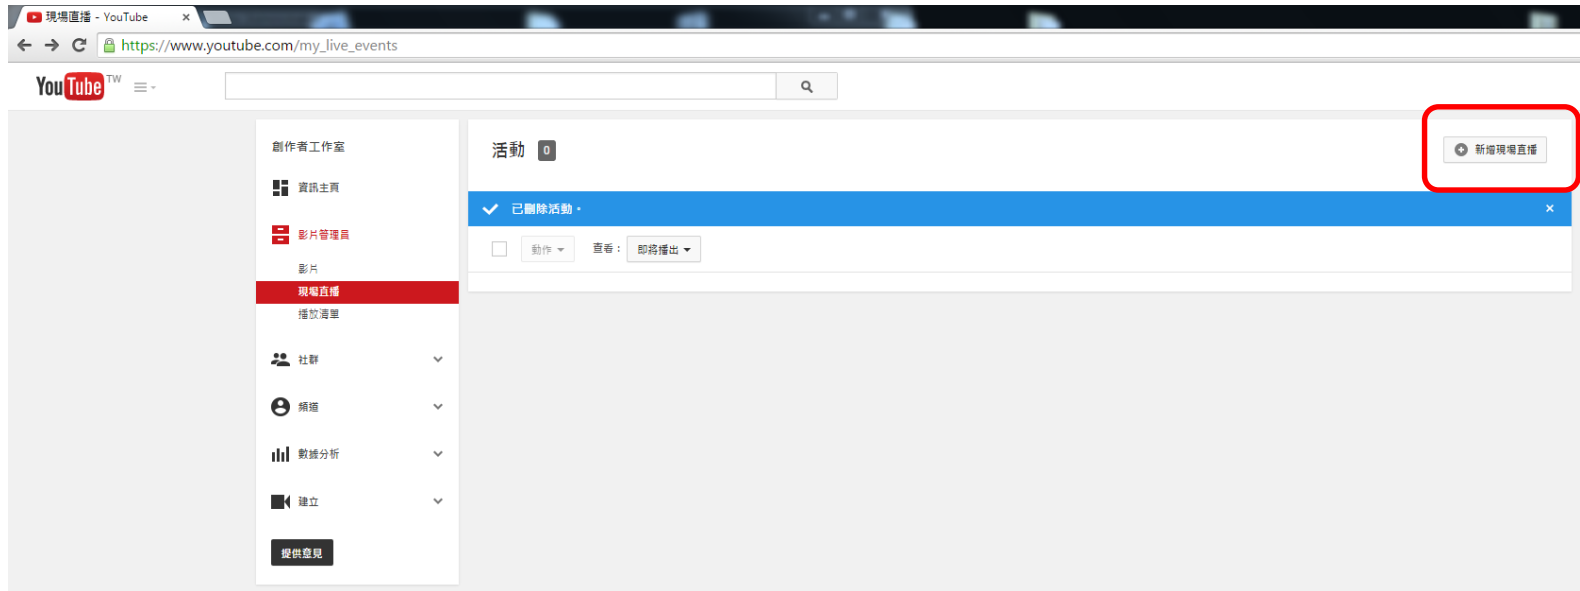 現場直播 - YouTube
https://www.youtube.com/my_live_events
YouTube TW
創作者工作室
資訊主頁
影片管理員
影片
現場直播
播放清單
社群
頻道
數據分析
建立
提供意見
活動 0
新增現場直播
已刪除活動。
動作 查看： 即將播出